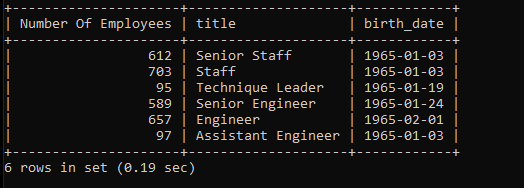 +---------------------+--------------------+------------+
| Number Of Employees | title              | birth_date |
+---------------------+--------------------+------------+
|                 612 | Senior Staff       | 1965-01-03 |
|                 703 | Staff              | 1965-01-03 |
|                  95 | Technique Leader   | 1965-01-19 |
|                 589 | Senior Engineer    | 1965-01-24 |
|                 657 | Engineer           | 1965-02-01 |
|                  97 | Assistant Engineer | 1965-01-03 |
+---------------------+--------------------+------------+
6 rows in set (0.19 sec)